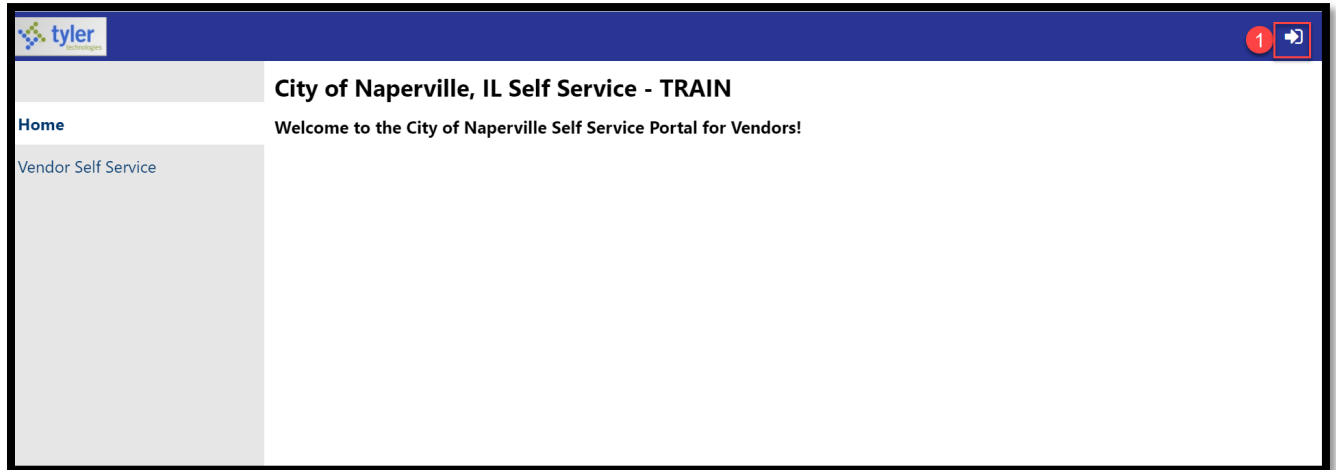 tyler
technologies
1
City of Naperville, IL Self Service - TRAIN
Home
Welcome to the City of Naperville Self Service Portal for Vendors!
Vendor Self Service